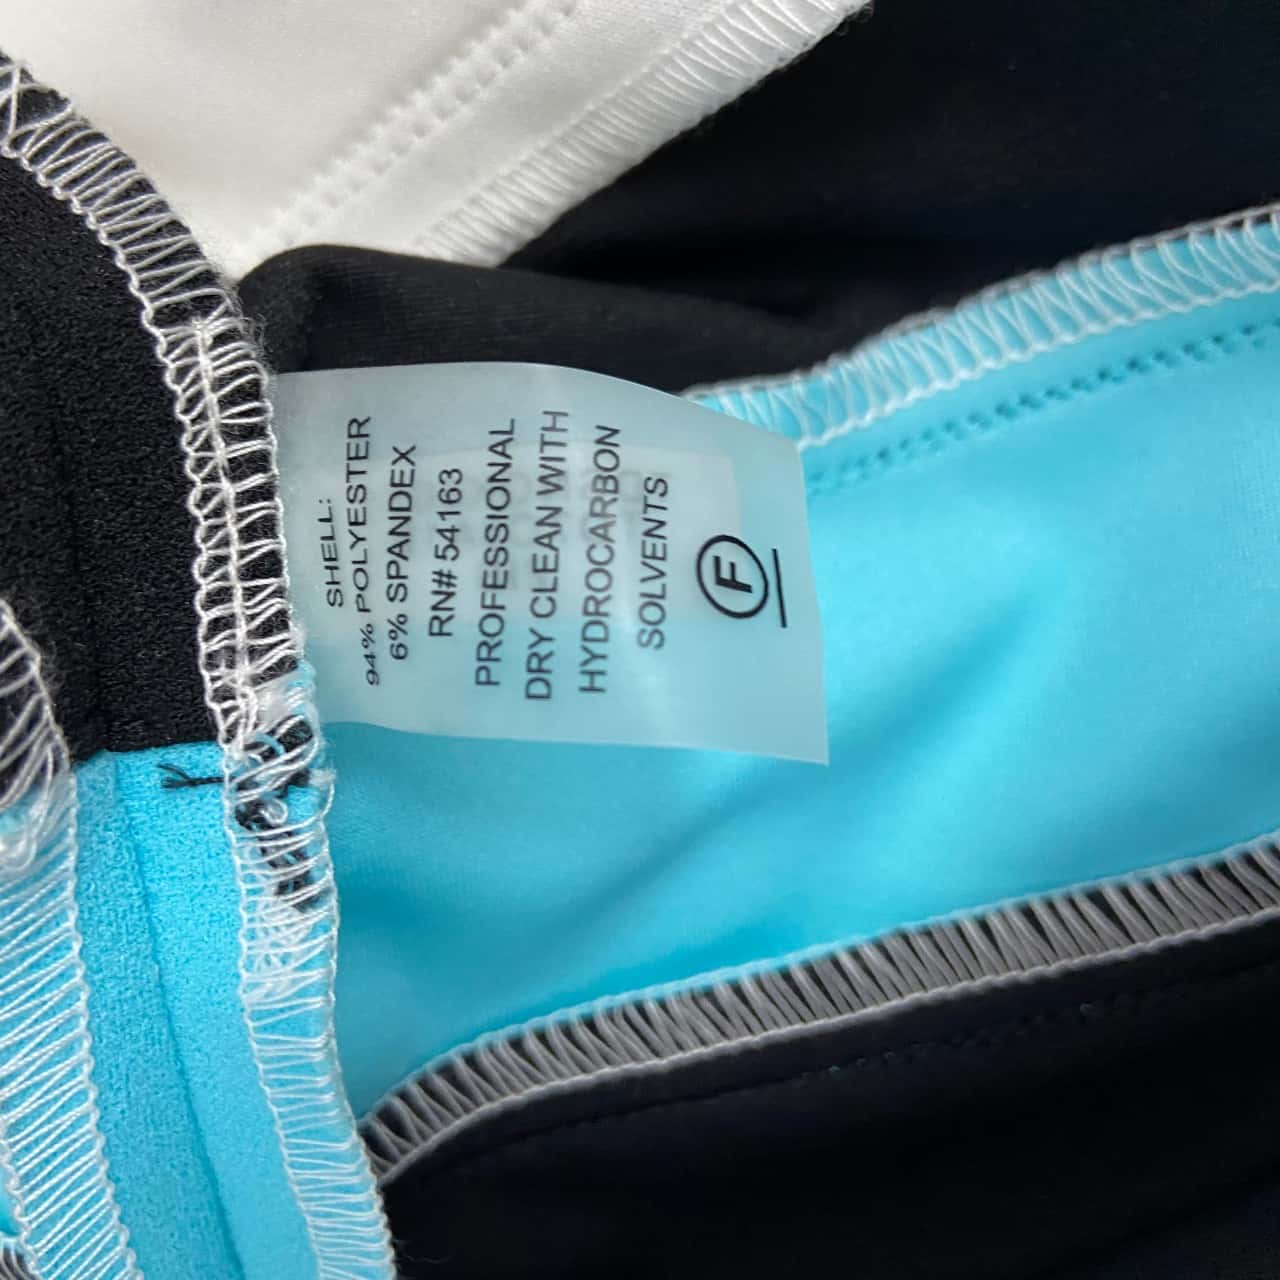 SHELL:
94% POLYESTER
6% SPANDEX
RN# 54163
PROFESSIONAL
DRY CLEAN WITH
HYDROCARBON
SOLVENTS
F